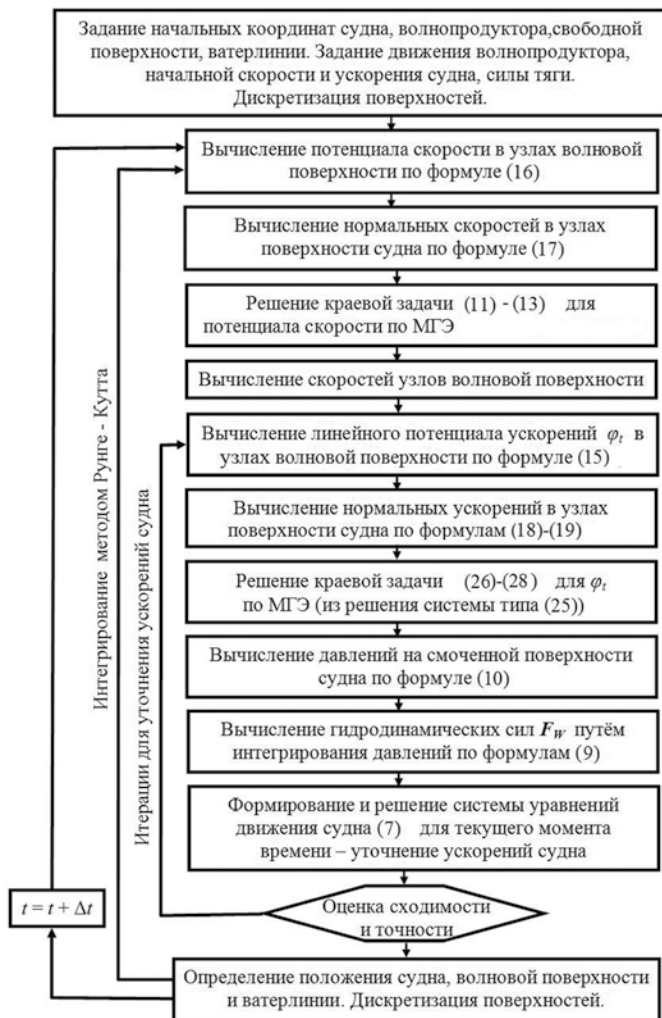 Задание начальных координат судна, волнопродуктора,свободной
поверхности, ватерлинии. Задание движения волнопродуктора,
начальной скорости и ускорения судна, силы тяги.
Дискретизация поверхностей.
Вычисление потенциала скорости в узлах волновой
поверхности по формуле (16)
Вычисление нормальных скоростей в узлах
поверхности судна по формуле (17)
Решение краевой задачи (11) - (13) для
потенциала скорости по МГЭ
Вычисление скоростей узлов волновой поверхности
Вычисление линейного потенциала ускорений φt в
узлах волновой поверхности по формуле (15)
Вычисление нормальных ускорений в узлах
поверхности судна по формулам (18)-(19)
Решение краевой задачи (26)-(28 ) для φt
по МГЭ (из решения системы типа (25))
Вычисление давлений на смоченной поверхности
судна по формуле (10)
Вычисление гидродинамических сил FW путём
интегрирования давлений по формулам (9)
Формирование и решение системы уравнений
движения судна (7) для текущего момента
времени – уточнение ускорений судна
Оценка сходимости
и точности
Определение положения судна, волновой поверхности
и ватерлинии. Дискретизация поверхностей.
t = t + Δt
Интегрирование методом Рунге - Кутта
Итерации для уточнения ускорений судна